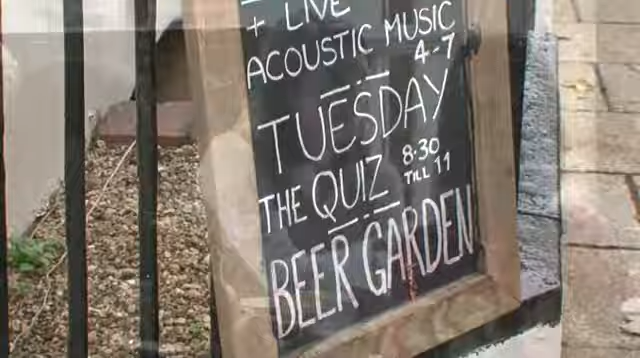 + LIVE
ACOUSTIC MUSIC
4-7
TUESDAY
THE QUIZ 8·30
TILL 11
BEER GARDEN